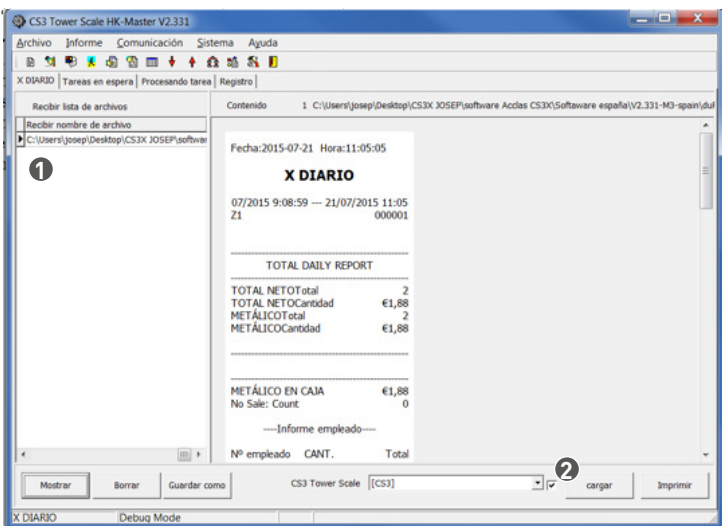 CS3 Tower Scale HK-Master V2.331
Archivo Informe Comunicación Sistema Ayuda
X DIARIO Tareas en espera Procesando tarea Registro
Recibir lista de archivos
Contenido 1 C:\Users\josep\Desktop\CS3X JOSEP\software Acclas CS3X\Softaware españa\V2.331-M3-spain\
Recibir nombre de archivo
C:\Users\josep\Desktop\CS3X JOSEP\softwar
1
Fecha:2015-07-21 Hora:11:05:05
X DIARIO
07/2015 9:08:59 --- 21/07/2015 11:05
Z1 000001
TOTAL DAILY REPORT
TOTAL NETOTotal 2
TOTAL NETOCantidad €1,88
METÁLICOTotal 2
METÁLICOCantidad €1,88
METÁLICO EN CAJA €1,88
No Sale: Count 0
----Informe empleado----
Nº empleado CANT. Total
2
Mostrar Borrar Guardar como CS3 Tower Scale [CS3] cargar Imprimir
X DIARIO Debug Mode